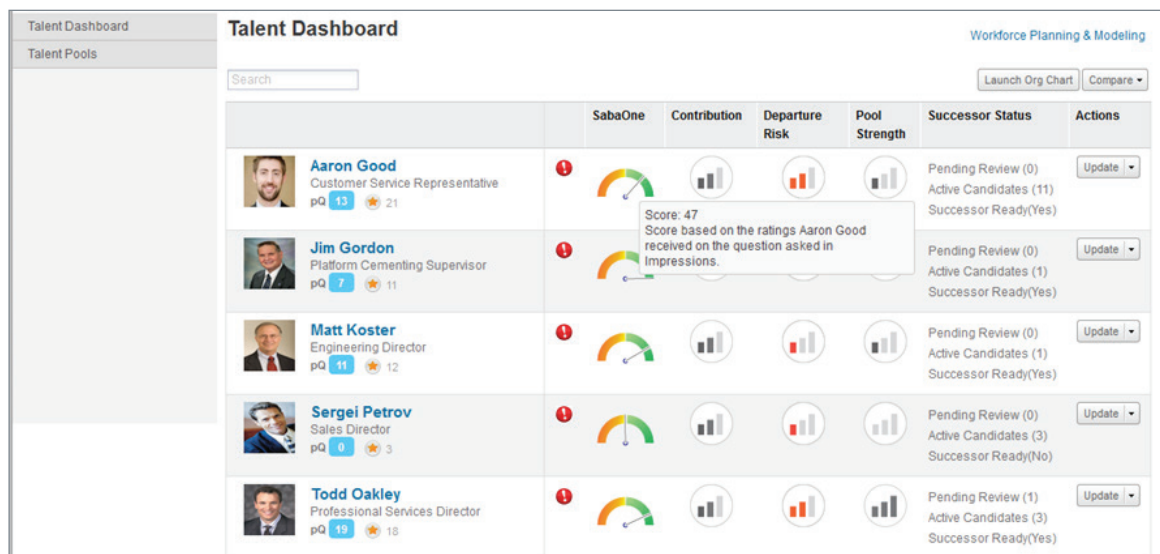 Talent Dashboard
Talent Pools
Talent Dashboard
Workforce Planning & Modeling
Search
Launch Org Chart
Compare
SabaOne
Contribution
Departure
Risk
Pool
Strength
Successor Status
Actions
Aaron Good
Customer Service Representative
pQ 13 21
Pending Review (0)
Active Candidates (11)
Successor Ready(Yes)
Update
Score: 47
Score based on the ratings Aaron Good
received on the question asked in
Impressions.
Jim Gordon
Platform Cementing Supervisor
pQ 7 11
Pending Review (0)
Active Candidates (1)
Successor Ready(Yes)
Update
Matt Koster
Engineering Director
pQ 11 12
Pending Review (0)
Active Candidates (1)
Successor Ready(Yes)
Update
Sergei Petrov
Sales Director
pQ 0 3
Pending Review (0)
Active Candidates (3)
Successor Ready(No)
Update
Todd Oakley
Professional Services Director
pQ 19 18
Pending Review (1)
Active Candidates (3)
Successor Ready(Yes)
Update